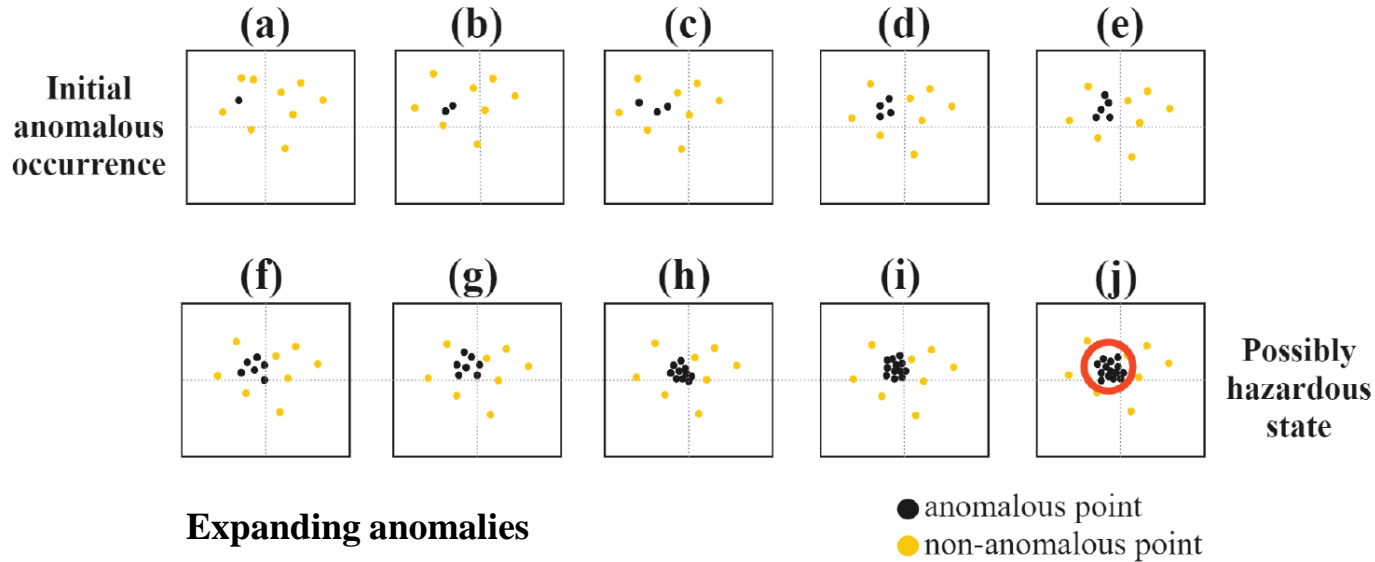 (a) (b) (c) (d) (e)
Initial
anomalous
occurrence
(f) (g) (h) (i) (j)
Possibly
hazardous
state
Expanding anomalies
anomalous point
non-anomalous point